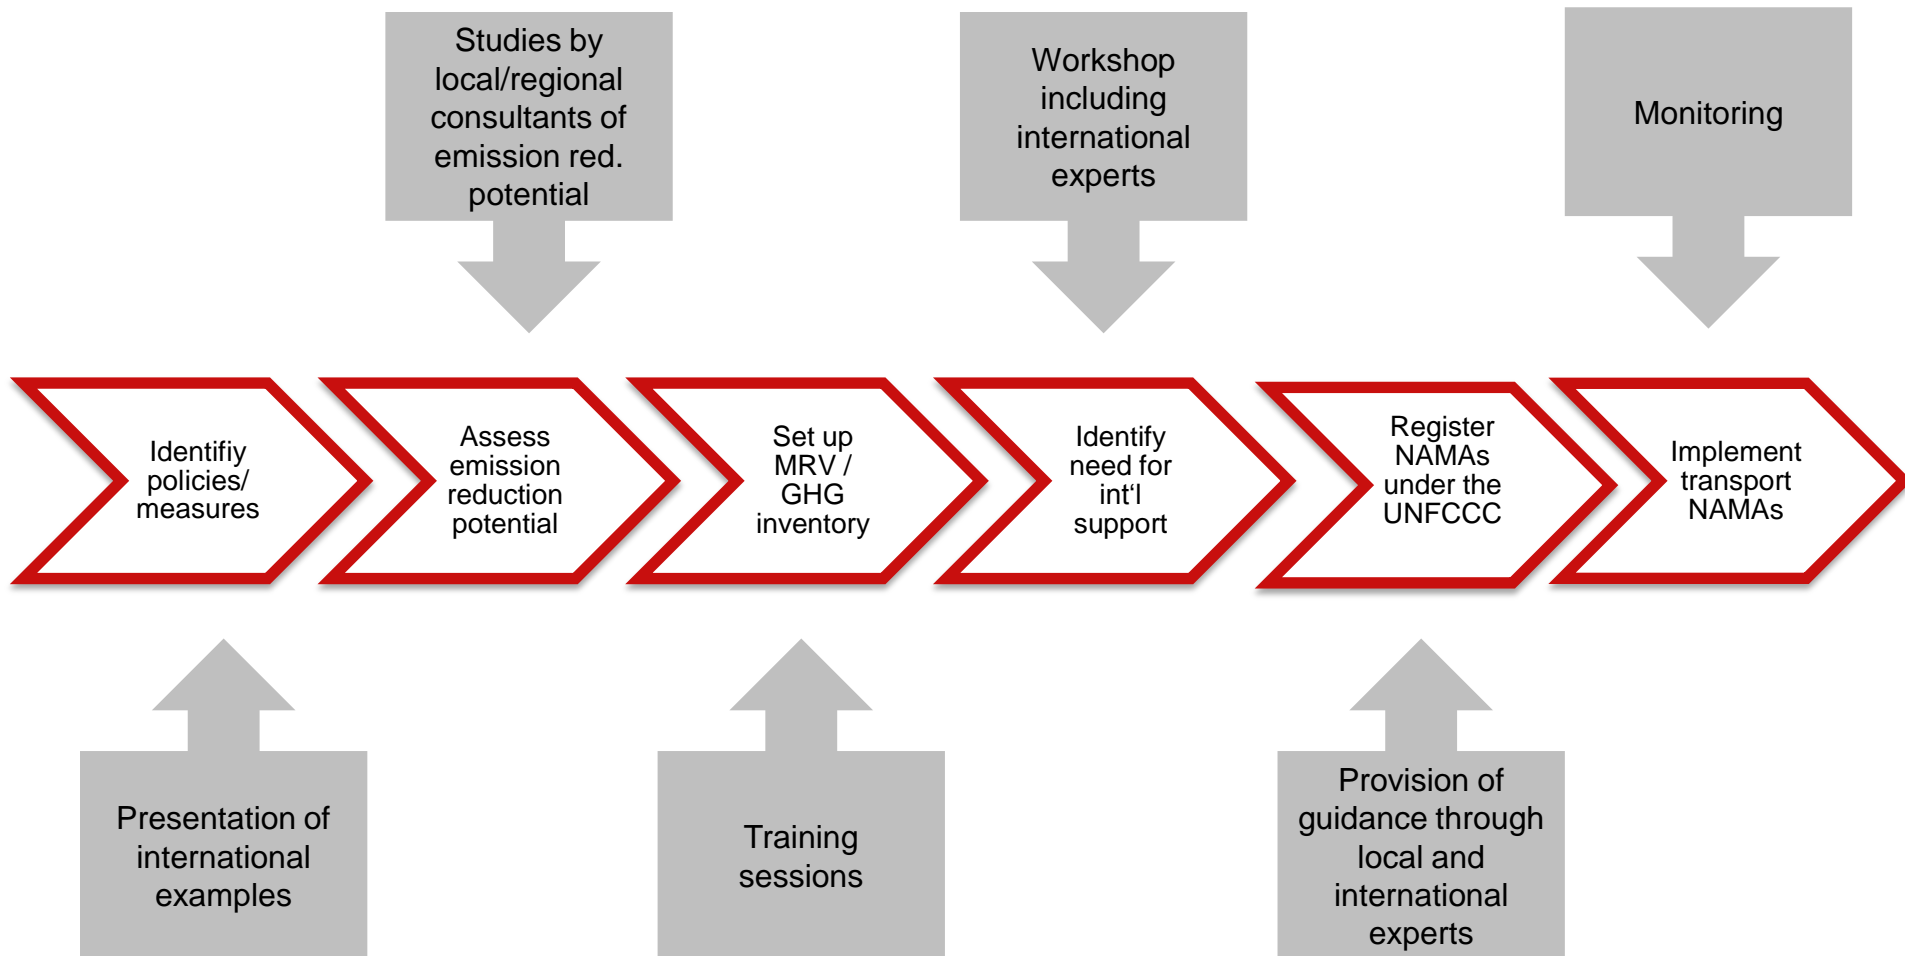 Studies by
local/regional
consultants of
emission red.
potential
Workshop
including
international
experts
Monitoring
Identifiy
policies/
measures
Assess
emission
reduction
potential
Set up
MRV /
GHG
inventory
Identify
need for
int‘l
support
Register
NAMAs
under the
UNFCCC
Implement
transport
NAMAs
Presentation of
international
examples
Training
sessions
Provision of
guidance through
local and
international
experts